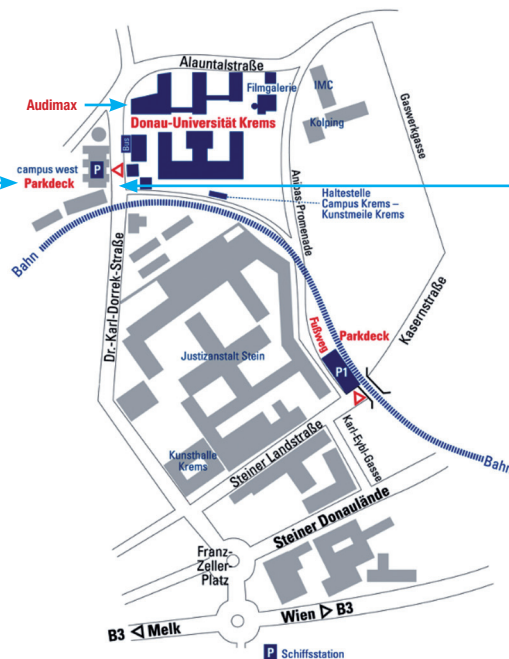 Alauntalstraße
Audimax
Filmgalerie
IMC
Kolping
Donau-Universität Krems
Bus
Gaswerkgasse
campus west
P
Parkdeck
Haltestelle
Campus Krems –
Kunstmeile Krems
Anibas-Promenade
Bahn
Dr.-Karl-Dorrek-Straße
Kasernstraße
Justizanstalt Stein
Fußweg
Parkdeck
P1
Kunsthalle
Krems
Steiner Landstraße
Karl-Eybl-Gasse
Bahn
Steiner Donaulände
Franz-
Zeller-
Platz
B3 Melk
Wien B3
P Schiffsstation